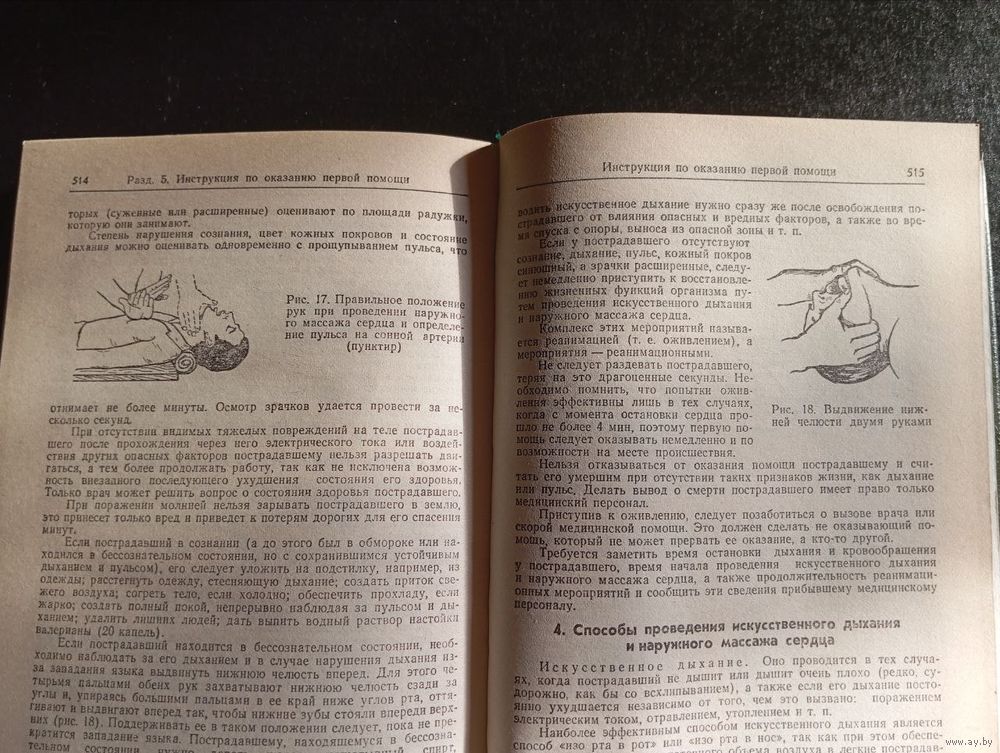 514 Разд. 5. Инструкция по оказанию первой помощи
торых (суженные или расширенные) оценивают по площади радужки,
которую они занимают.
Степень нарушения сознания, цвет кожных покровов и состояние
дыхания можно оценивать одновременно с прощупыванием пульса, что
Рис. 17. Правильное положение
рук при проведении наружно-
го массажа сердца и определе-
ние пульса на сонной артерии
(пунктир)
отнимает не более минуты. Осмотр зрачков удается провести за не-
сколько секунд.
При отсутствии видимых тяжелых повреждений на теле пострадав-
шего после прохождения через него электрического тока или воздей-
ствия других опасных факторов пострадавшему нельзя разрешать дви-
гаться, а тем более продолжать работу, так как не исключена возмож-
ность внезапного последующего ухудшения состояния его здоровья.
Только врач может решить вопрос о состоянии здоровья пострадавшего.
При поражении молнией нельзя зарывать пострадавшего в землю,
это принесет только вред и приведет к потерям дорогих для его спасения
минут.
Если пострадавший в сознании (а до этого был в обмороке или на-
ходился в бессознательном состоянии, но с сохранившимся устойчивым
дыханием и пульсом), его следует уложить на подстилку, например, из
одежды; расстегнуть одежду, стесняющую дыхание; создать приток све-
жего воздуха; согреть тело, если холодно; обеспечить прохладу, если
жарко; создать полный покой, непрерывно наблюдая за пульсом и ды-
ханием; удалить лишних людей; дать выпить водный раствор настойки
валерианы (20 капель).
Если пострадавший находится в бессознательном состоянии, необ-
ходимо наблюдать за его дыханием и в случае нарушения дыхания из-
за западания языка выдвинуть нижнюю челюсть вперед. Для этого че-
тырьмя пальцами обеих рук захватывают нижнюю челюсть сзади за
углы и, упираясь большими пальцами в ее край ниже углов рта, оттяг-
гивают и выдвигают вперед так, чтобы нижние зубы стояли впереди верх-
них (рис. 18). Поддерживать ее в таком положении следует, пока не пре-
кратится западание языка. Пострадавшему, находящемуся в бессозна-
тельном состоянии, нужно спирт,
Инструкция по оказанию первой помощи 515
водить искусственное дыхание нужно сразу же после освобождения по-
страдавшего от влияния опасных и вредных факторов, а также во вре-
мя спуска с опоры, выноса из опасной зоны и т. п.
Если у пострадавшего отсутствуют
сознание, дыхание, пульс, кожный покров
синюшный, а зрачки расширенные, следу-
ет немедленно приступить к восстановле-
нию жизненных функций организма пу-
тем проведения искусственного дыхания
и наружного массажа сердца.
Комплекс этих мероприятий называ-
ется реанимацией (т. е. оживлением), а
мероприятия — реанимационными.
Не следует раздевать пострадавшего,
теряя на это драгоценные секунды. Не-
обходимо помнить, что попытки ожив-
ления эффективны лишь в тех случаях,
когда с момента остановки сердца про-
шло не более 4 мин, поэтому первую по-
мощь следует оказывать немедленно и по
возможности на месте происшествия.
Рис. 18. Выдвижение ниж-
ней челюсти двумя руками
Нельзя отказываться от оказания помощи пострадавшему и счи-
тать его умершим при отсутствии таких признаков жизни, как дыхание
или пульс. Делать вывод о смерти пострадавшего имеет право только
медицинский персонал.
Приступив к оживлению, следует позаботиться о вызове врача или
скорой медицинской помощи. Это должен сделать не оказывающий по-
мощь, который не может прервать ее оказание, а кто-то другой.
Требуется заметить время остановки дыхания и кровообращения
у пострадавшего, время начала проведения искусственного дыхания
и наружного массажа сердца, а также продолжительность реанимаци-
онных мероприятий и сообщить эти сведения прибывшему медицинскому
персоналу.
4. Способы проведения искусственного дыхания
и наружного массажа сердца
Искусственное дыхание. Оно проводится в тех случа-
ях, когда пострадавший не дышит или дышит очень плохо (редко, су-
дорожно, как бы со всхлипыванием), а также если его дыхание посто-
янно ухудшается независимо от того, чем это вызвано: поражением
электрическим током, отравлением, утоплением и т. п.
Наиболее эффективным способом искусственного дыхания является
способ «изо рта в рот» или «изо рта в нос», так как при этом обеспе-
объема воздуха в легкие пострадав-
www.ay.by